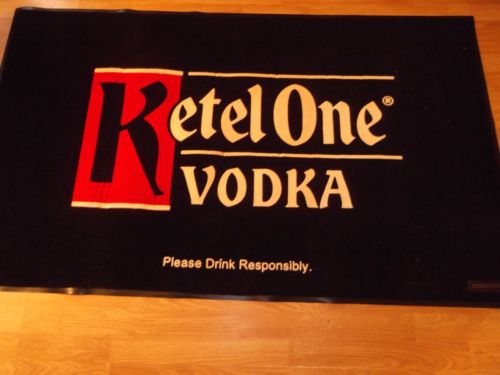 Ketel One®
VODKA
Please Drink Responsibly.